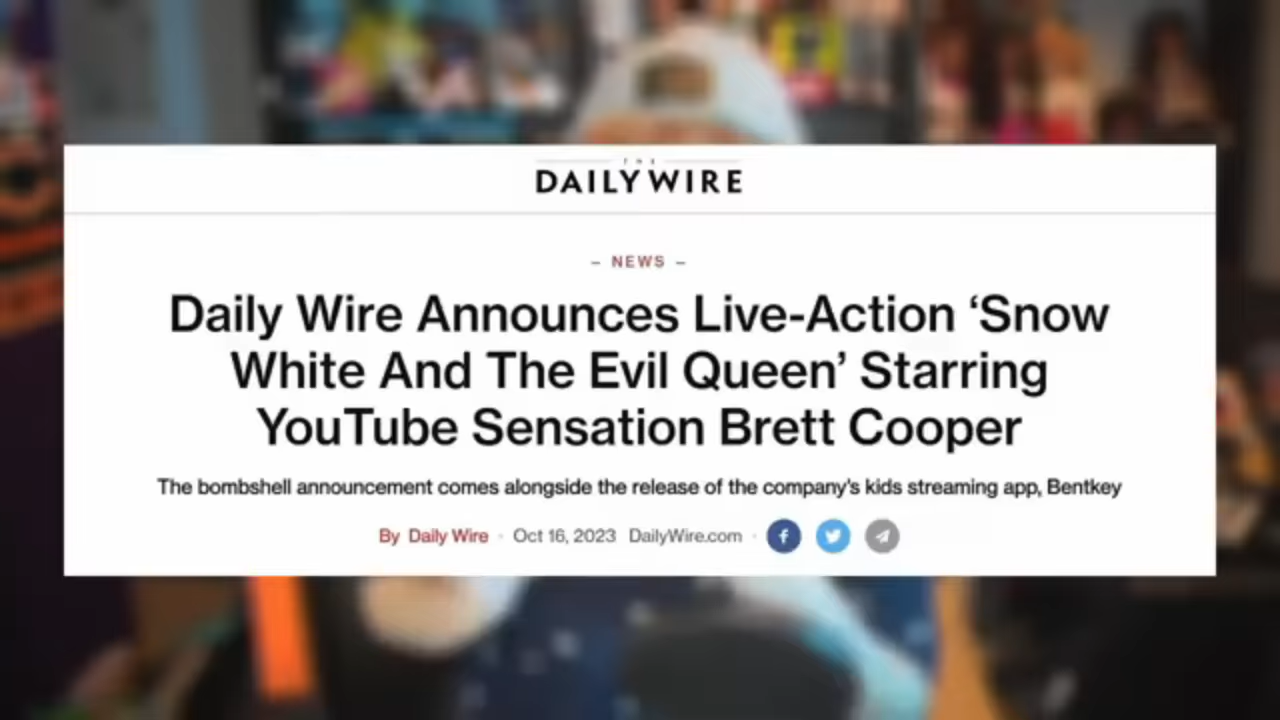 THE
DAILY WIRE
– NEWS –
Daily Wire Announces Live-Action ‘Snow
White And The Evil Queen’ Starring
YouTube Sensation Brett Cooper
The bombshell announcement comes alongside the release of the company's kids streaming app, Bentkey
By Daily Wire • Oct 16, 2023 DailyWire.com •